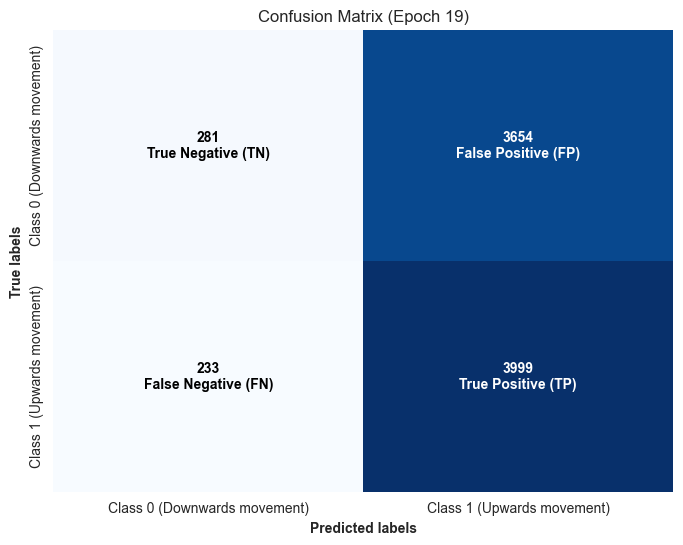 Confusion Matrix (Epoch 19)
True labels
Class 0 (Downwards movement)
281
True Negative (TN)
3654
False Positive (FP)
Class 1 (Upwards movement)
233
False Negative (FN)
3999
True Positive (TP)
Class 0 (Downwards movement)
Class 1 (Upwards movement)
Predicted labels